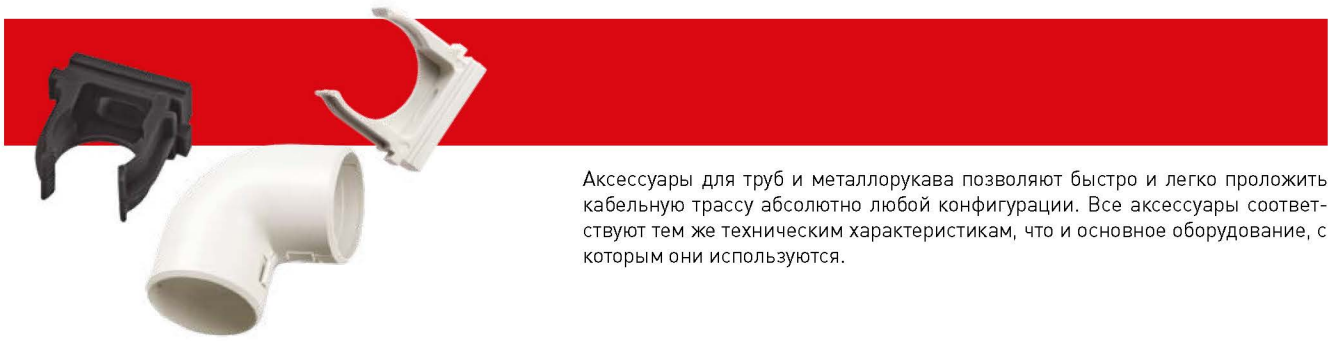 Аксессуары для труб и металлорукава позволяют быстро и легко проложить
кабельную трассу абсолютно любой конфигурации. Все аксессуары соответ-
ствуют тем же техническим характеристикам, что и основное оборудование, с
которым они используются.